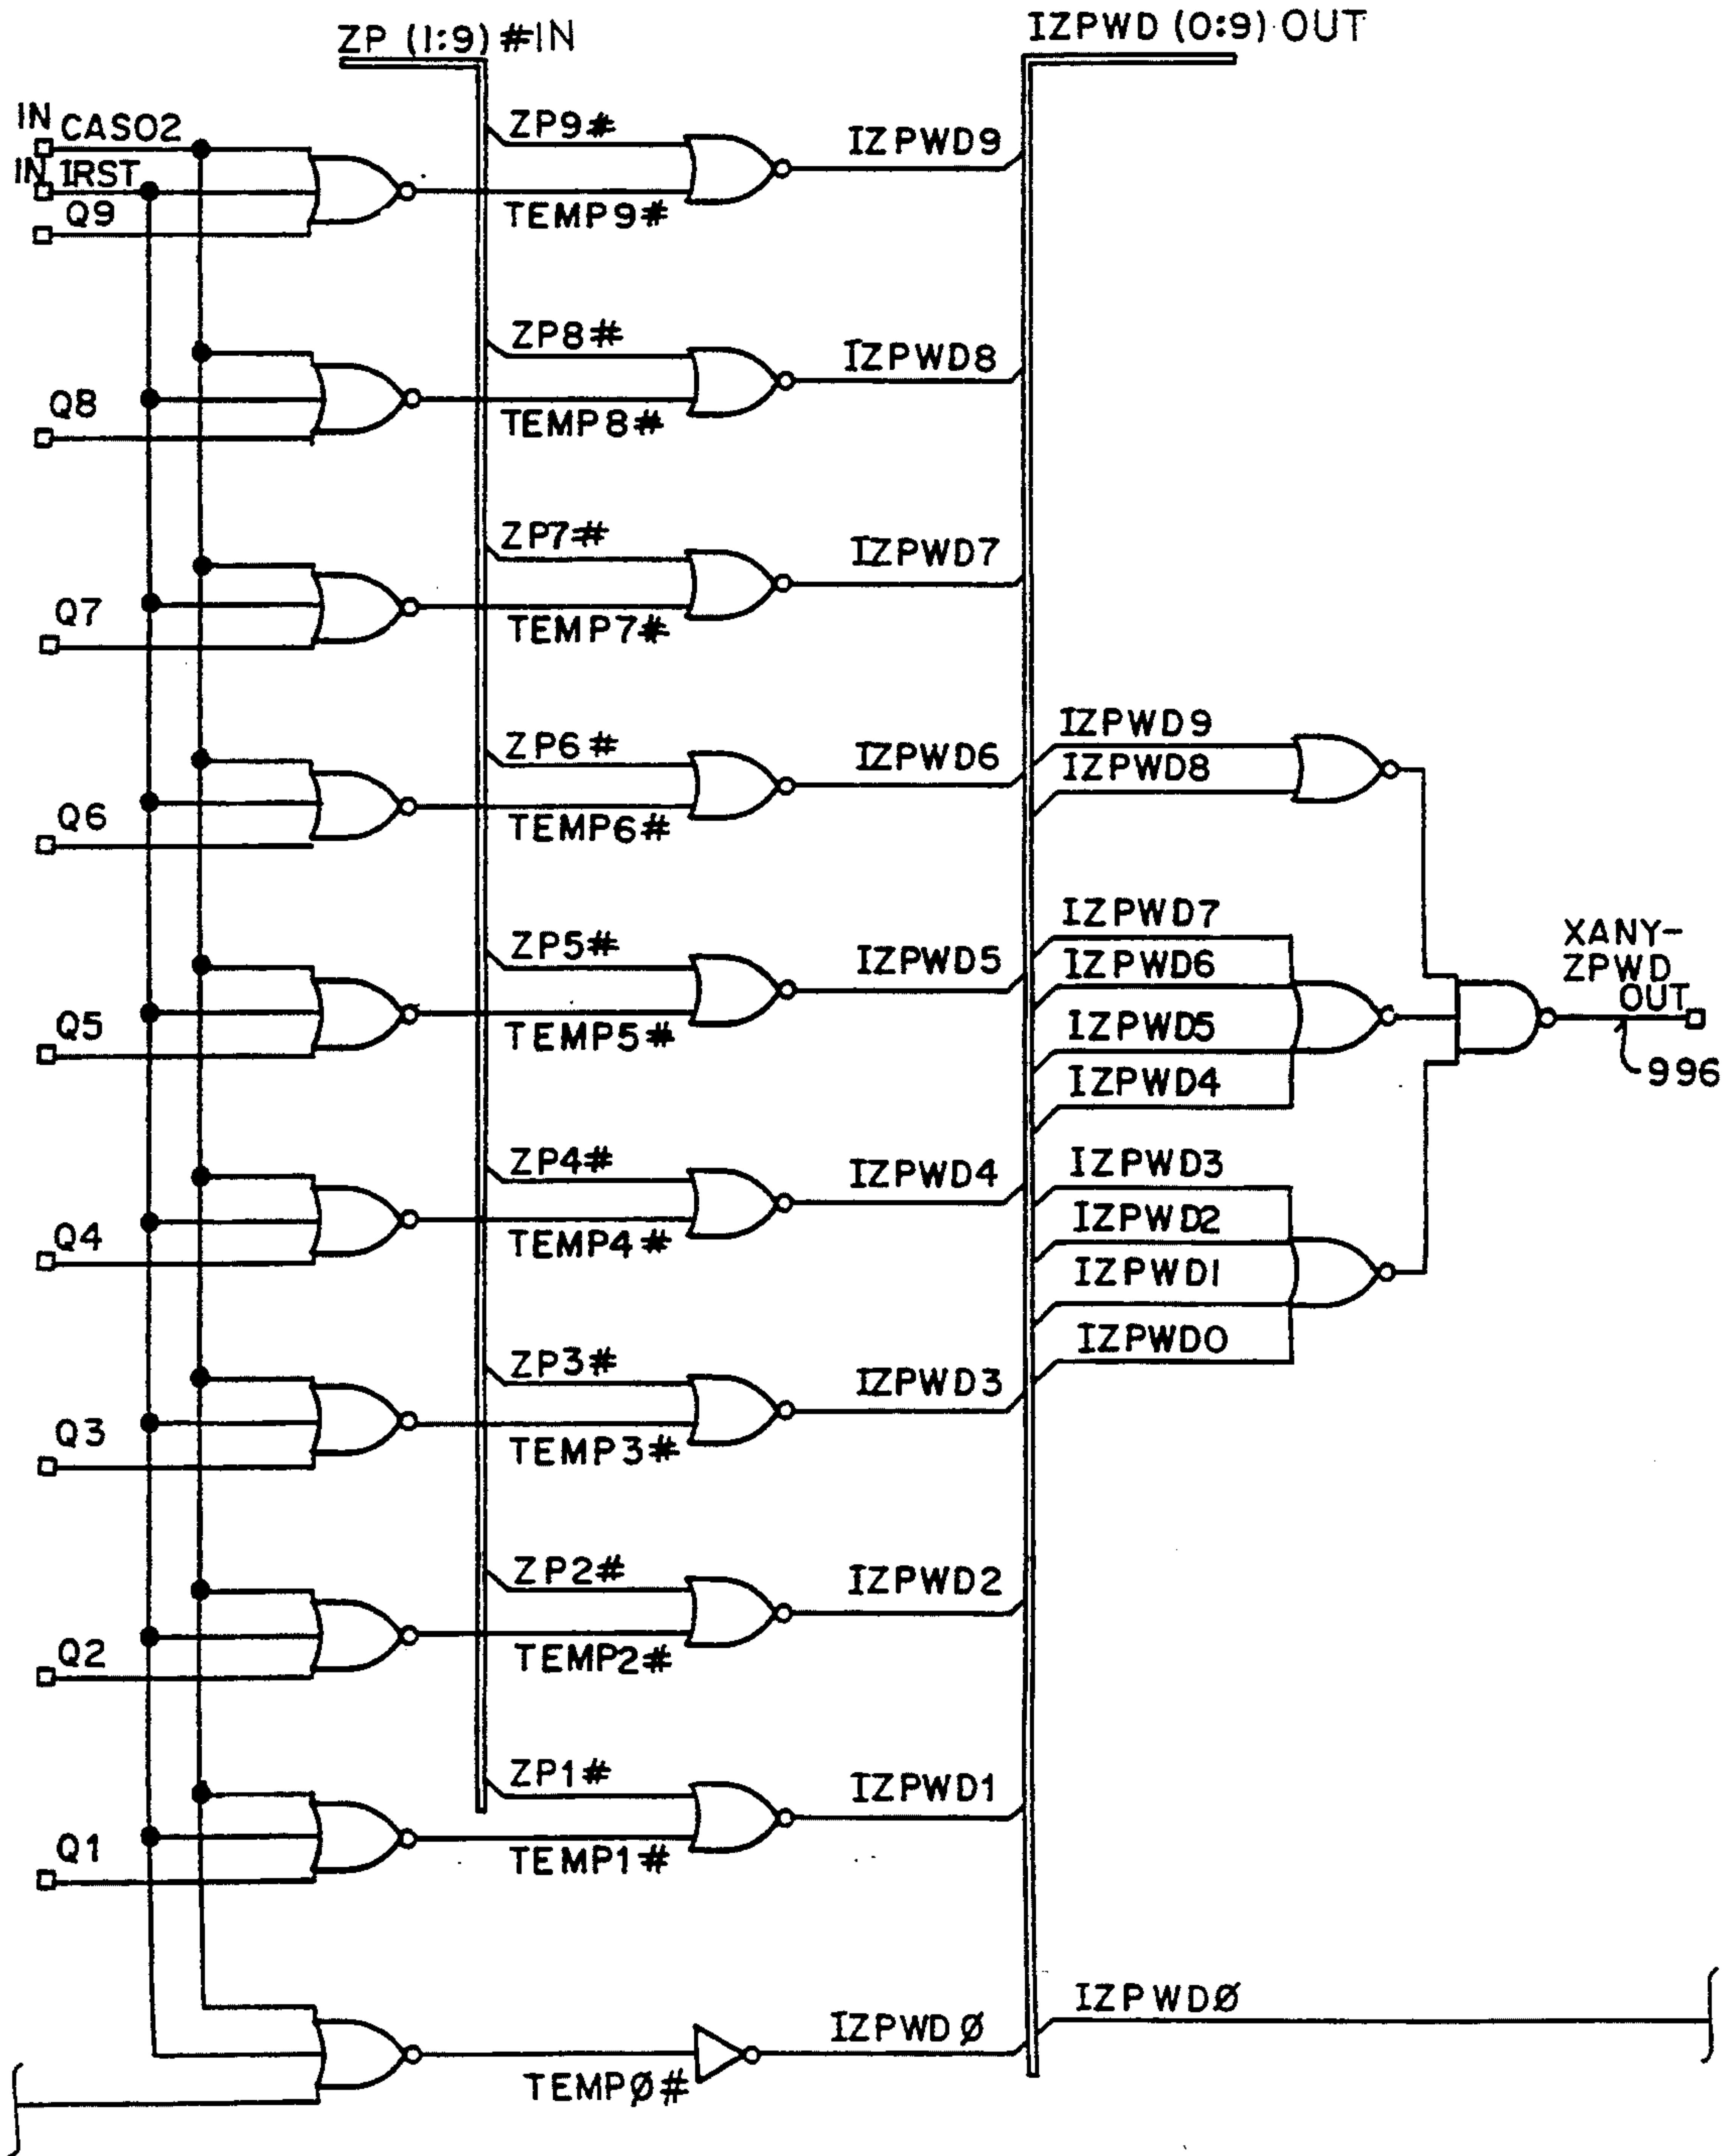 ZP (1:9) #IN
IZPWD (0:9) OUT
IN CASO2
IN IRST
Q9
ZP9#
TEMP9#
IZPWD9
Q8
ZP8#
TEMP8#
IZPWD8
Q7
ZP7#
TEMP7#
IZPWD7
Q6
ZP6#
TEMP6#
IZPWD6
IZPWD9
IZPWD8
Q5
ZP5#
TEMP5#
IZPWD5
IZPWD7
IZPWD6
IZPWD5
IZPWD4
XANY-
ZPWD
OUT
996
Q4
ZP4#
TEMP4#
IZPWD4
IZPWD3
IZPWD2
IZPWD1
IZPWD0
Q3
ZP3#
TEMP3#
IZPWD3
Q2
ZP2#
TEMP2#
IZPWD2
Q1
ZP1#
TEMP1#
IZPWD1
TEMPØ#
IZPWDØ
IZPWDØ